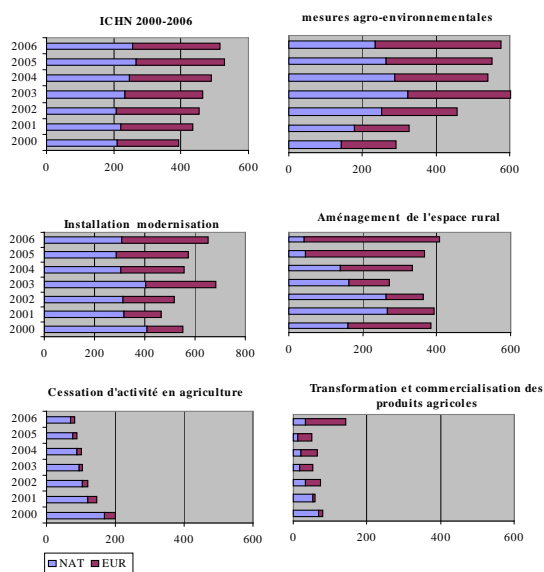 ICHN 2000-2006
2006
2005
2004
2003
2002
2001
2000
0 200 400 600
mesures agro-environnementales
0 200 400 600
Installation modernisation
2006
2005
2004
2003
2002
2001
2000
0 200 400 600 800
Aménagement de l'espace rural
0 200 400 600
Cessation d'activité en agriculture
2006
2005
2004
2003
2002
2001
2000
0 200 400 600
Transformation et commercialisation des
produits agricoles
0 200 400 600
NAT EUR